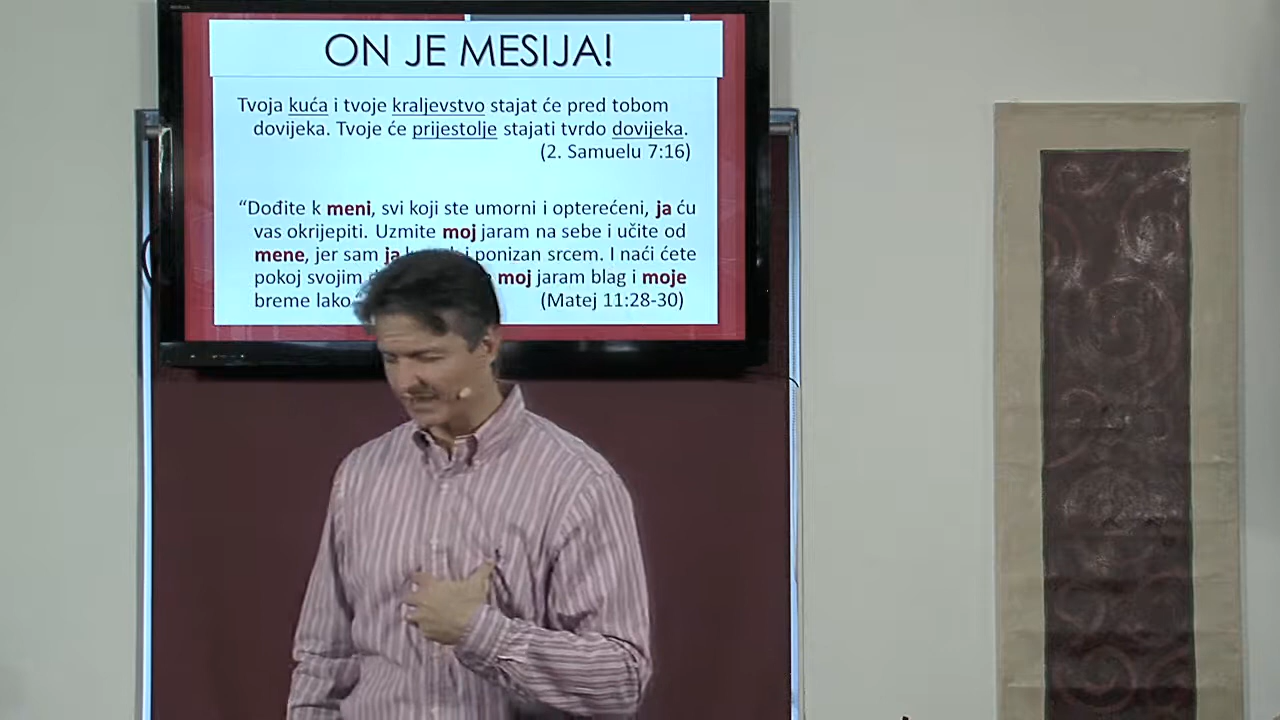 ON JE MESIJA!
Tvoja kuća i tvoje kraljevstvo stajat će pred tobom
dovijeka. Tvoje će prijestolje stajati tvrdo dovijeka.
(2. Samuelu 7:16)
“Dođite k meni, svi koji ste umorni i opterećeni, ja ću
vas okrijepiti. Uzmite moj jaram na sebe i učite od
mene, jer sam ja i ponizan srcem. I naći ćete
pokoj svojim moj jaram blag i moje
breme lako (Matej 11:28-30)